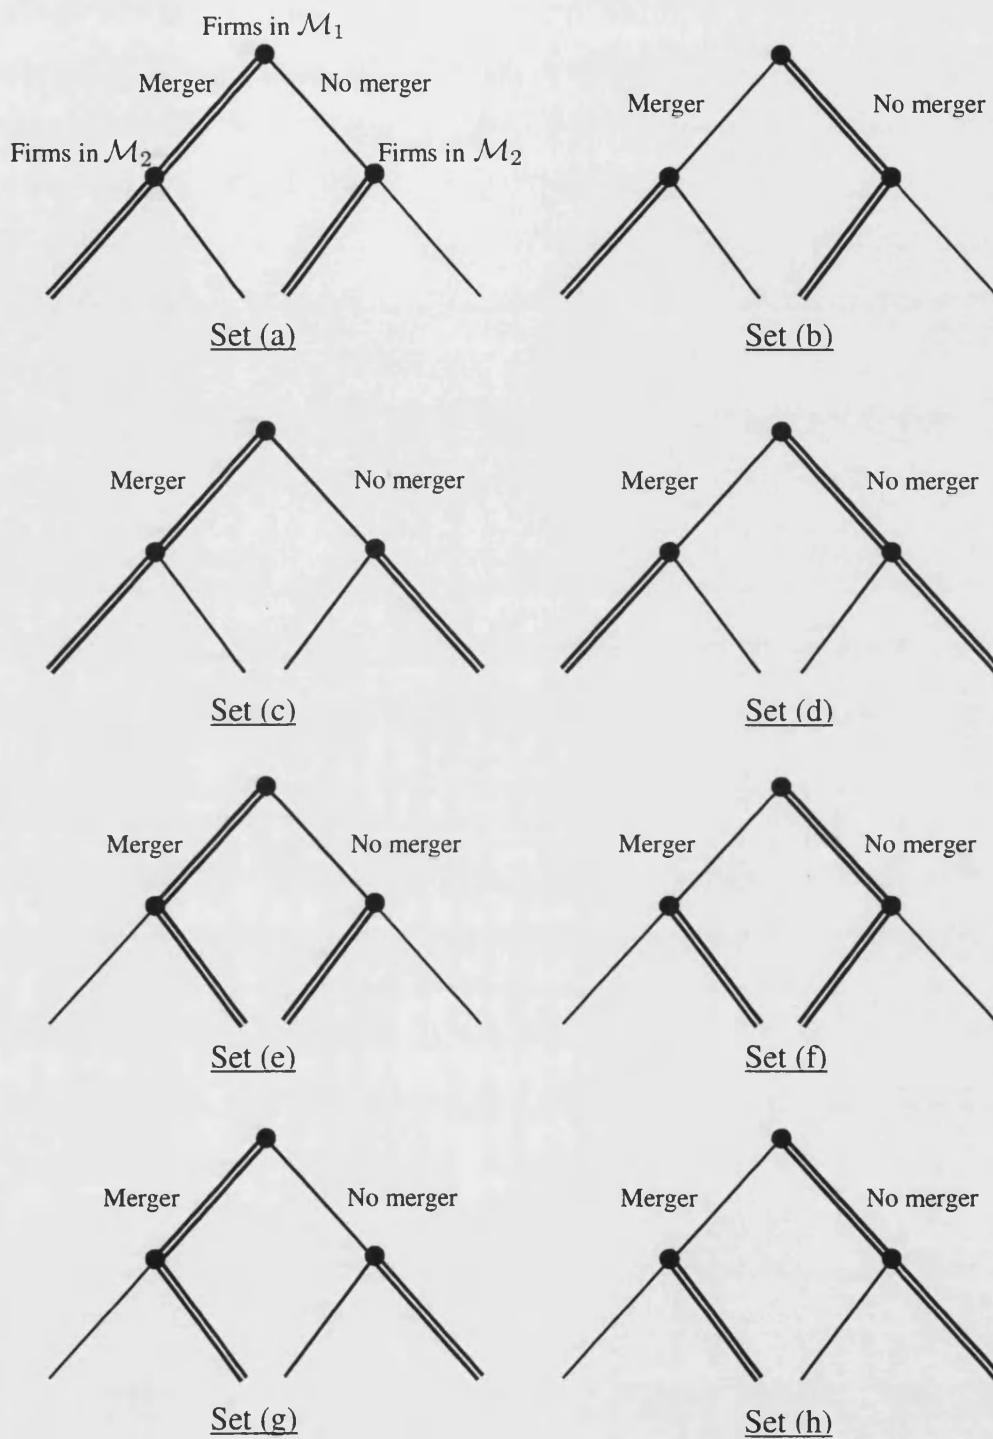 Firms in M₁
Merger No merger
Firms in M₂ Firms in M₂
Set (a)
Merger No merger
Set (b)
Merger No merger
Set (c)
Merger No merger
Set (d)
Merger No merger
Set (e)
Merger No merger
Set (f)
Merger No merger
Set (g)
Merger No merger
Set (h)